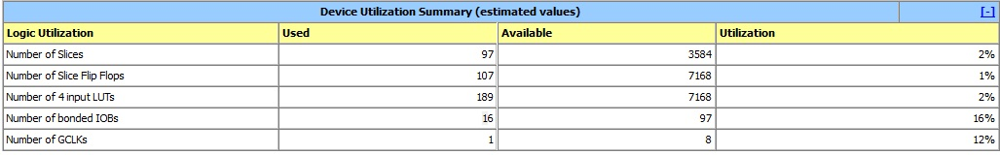 Device Utilization Summary (estimated values) [-]
Logic Utilization Used Available Utilization
Number of Slices 97 3584 2%
Number of Slice Flip Flops 107 7168 1%
Number of 4 input LUTs 189 7168 2%
Number of bonded IOBs 16 97 16%
Number of GCLKs 1 8 12%